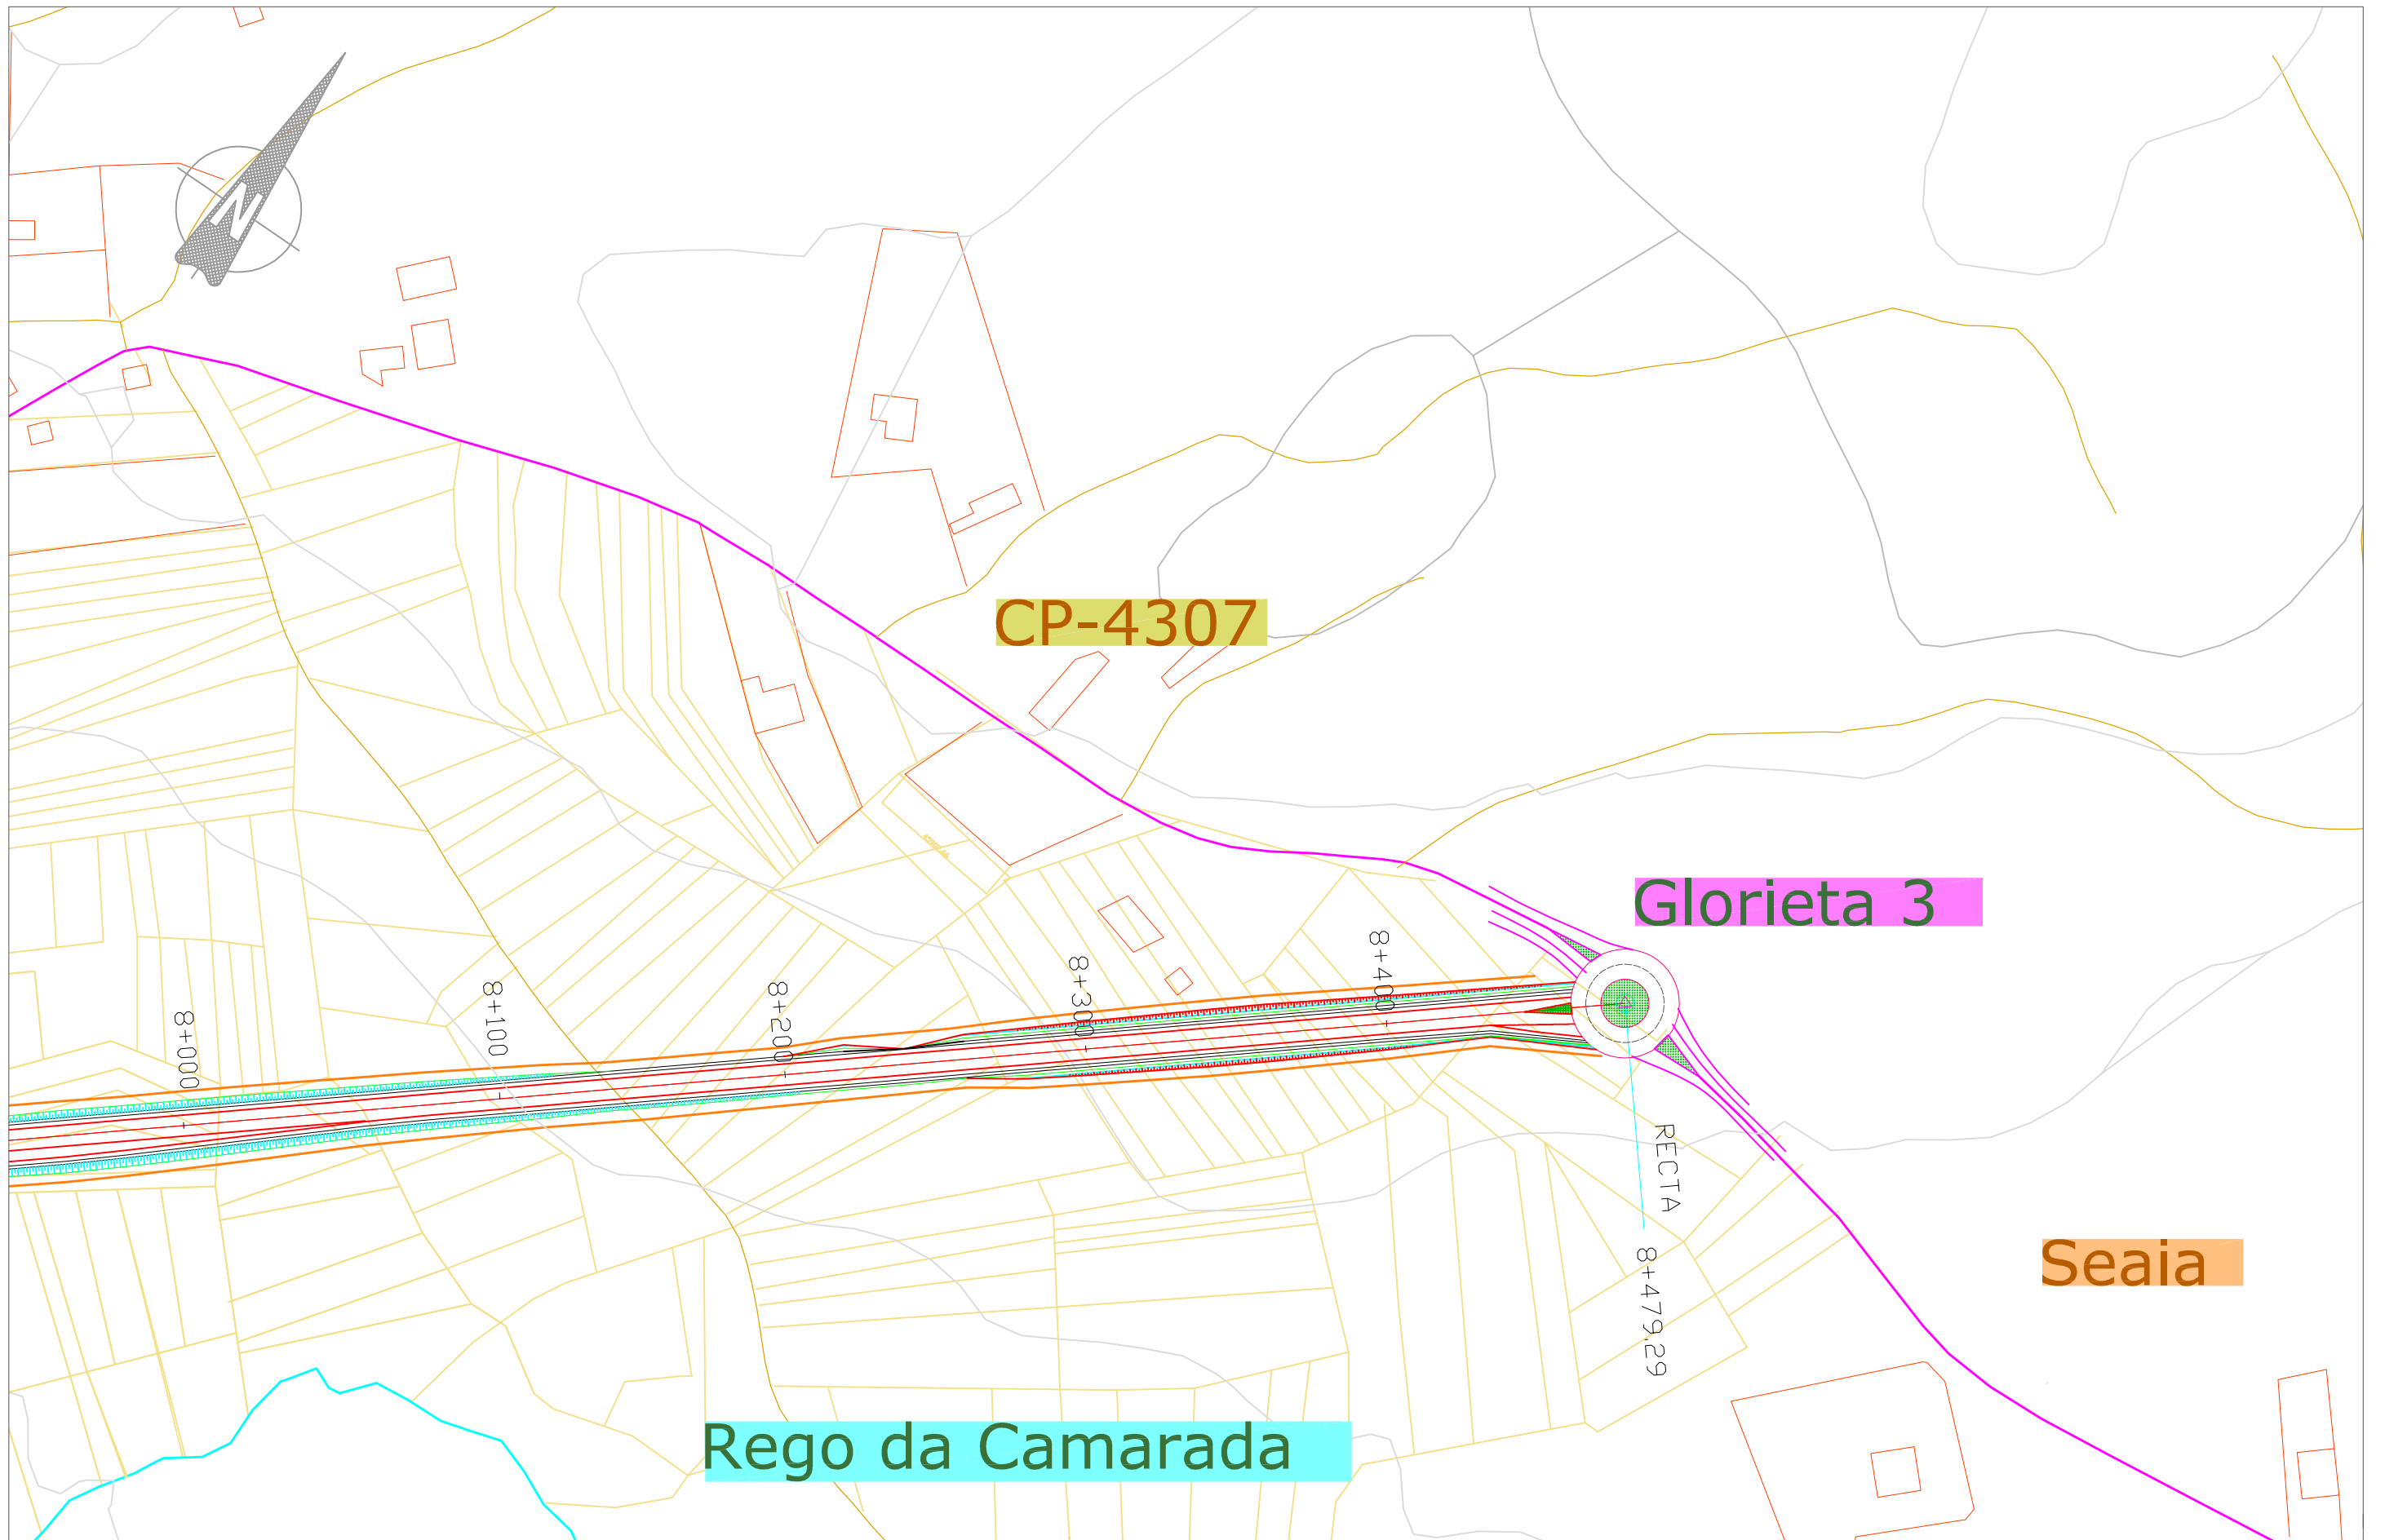 N
CP-4307
Glorieta 3
8+000
8+100
8+200
8+300
8+400
RECTA
8+479.29
Seaia
Rego da Camarada